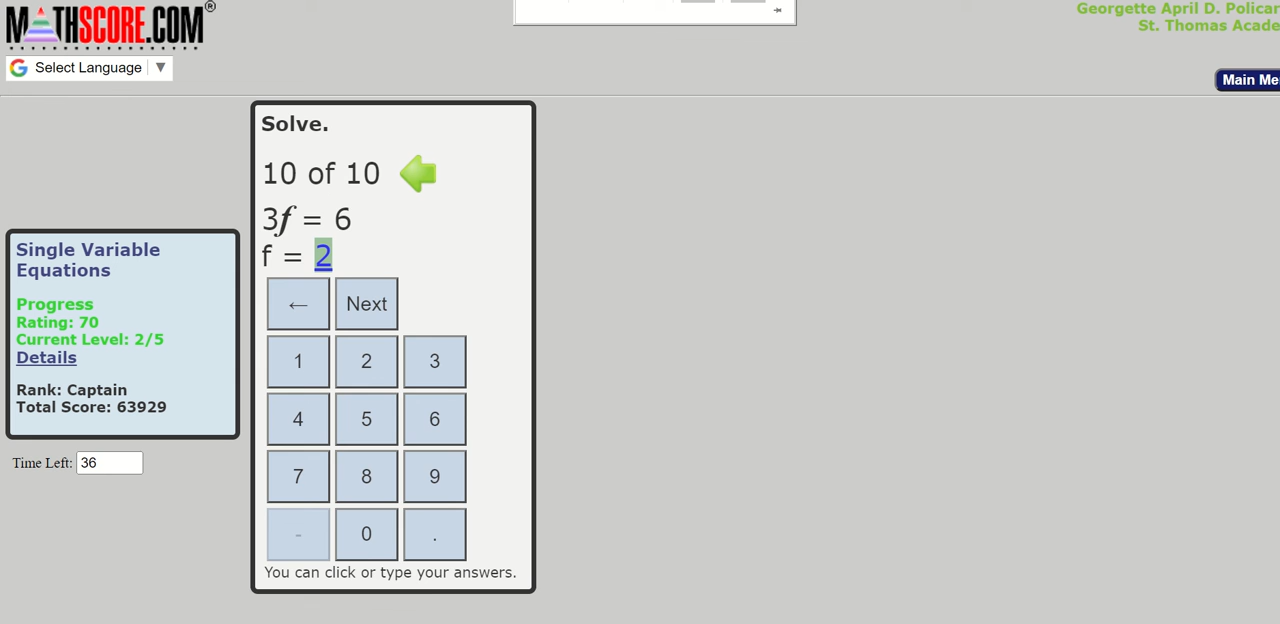 MATHSCORE.COM®
Select Language ▼
Georgette April D. Policar
St. Thomas Acade
Main Me
Solve.
10 of 10
3f = 6
f = 2
← Next
1 2 3
4 5 6
7 8 9
- 0 .
You can click or type your answers.
Single Variable
Equations
Progress
Rating: 70
Current Level: 2/5
Details
Rank: Captain
Total Score: 63929
Time Left: 36